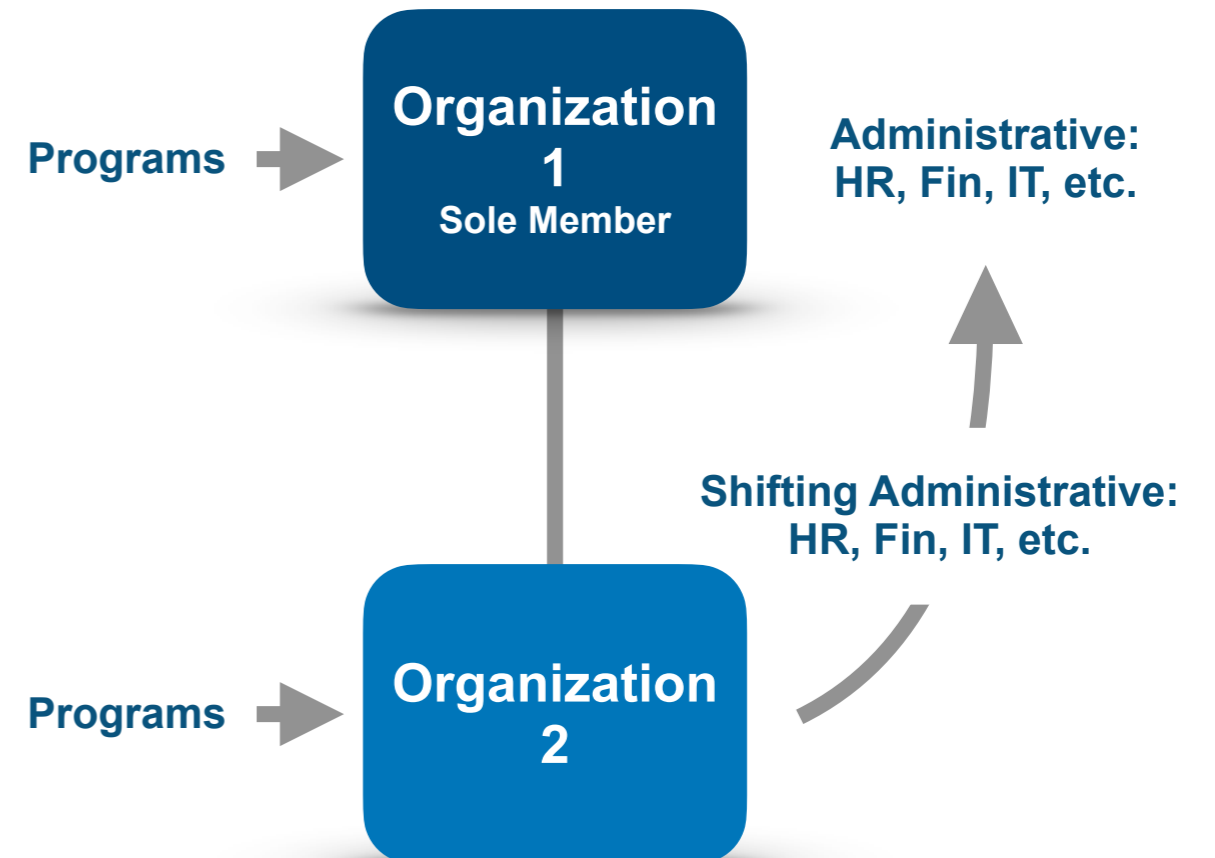 Organization
1
Sole Member
Programs
Administrative:
HR, Fin, IT, etc.
Shifting Administrative:
HR, Fin, IT, etc.
Organization
2
Programs